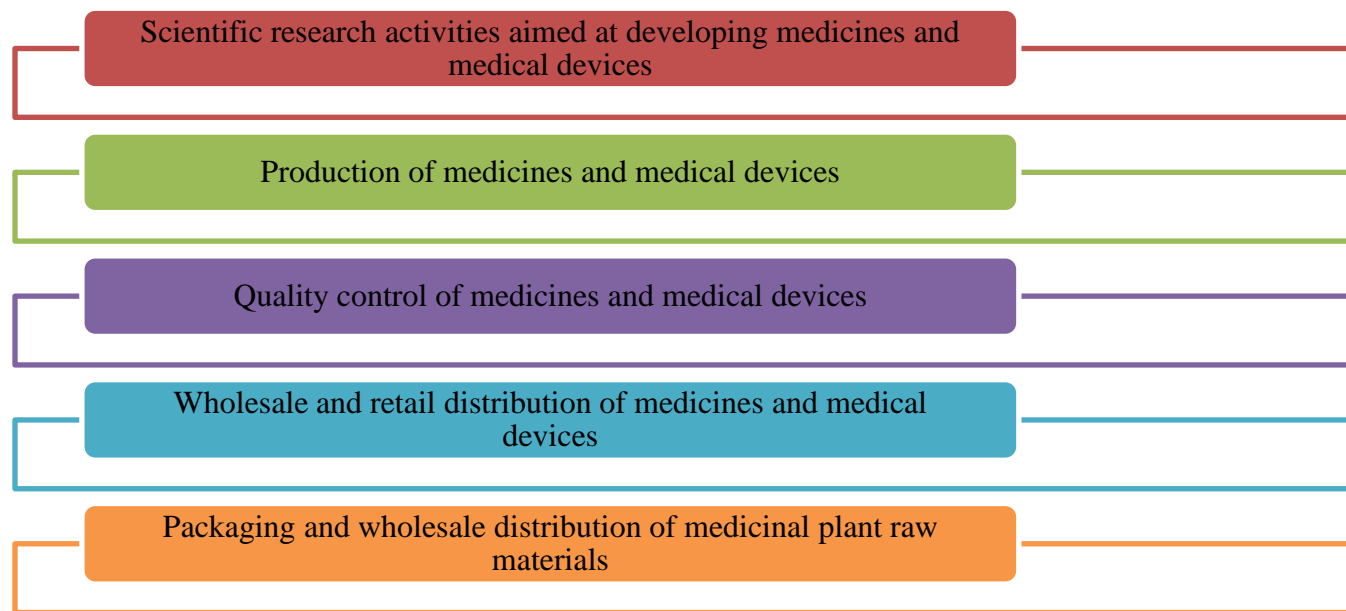 Scientific research activities aimed at developing medicines and
medical devices
Production of medicines and medical devices
Quality control of medicines and medical devices
Wholesale and retail distribution of medicines and medical
devices
Packaging and wholesale distribution of medicinal plant raw
materials